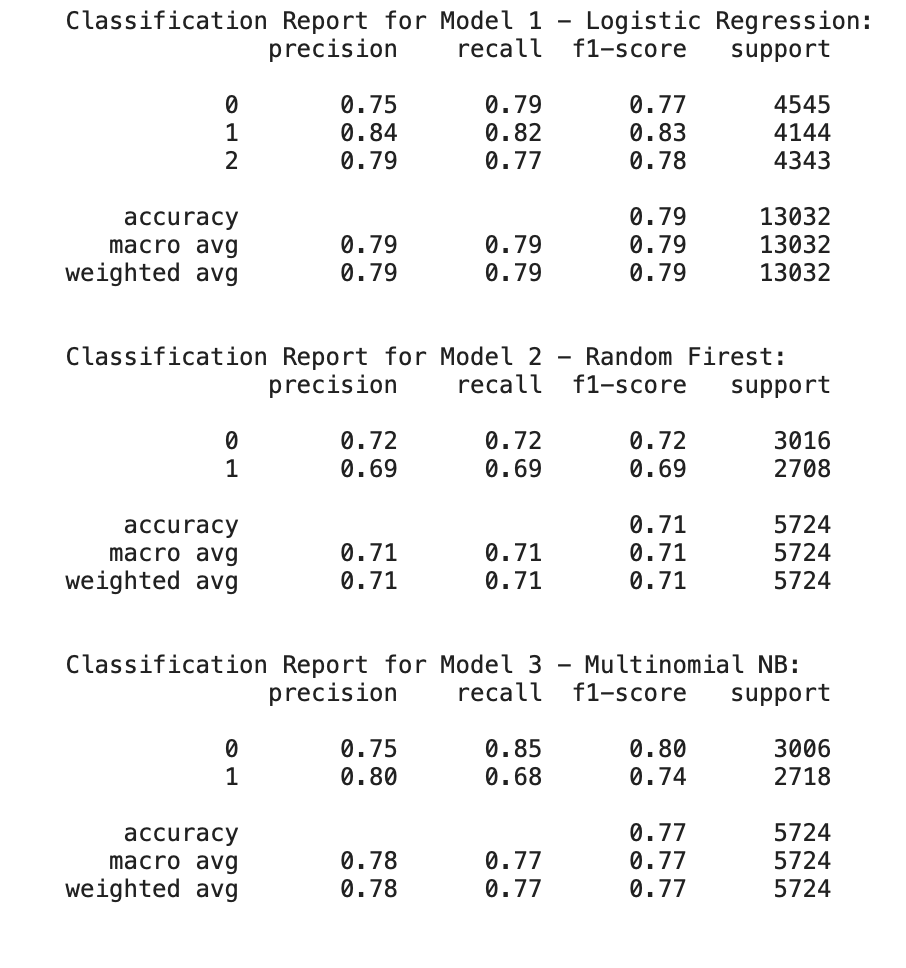 Classification Report for Model 1 – Logistic Regression:
precision recall f1-score support
0 0.75 0.79 0.77 4545
1 0.84 0.82 0.83 4144
2 0.79 0.77 0.78 4343
accuracy 0.79 13032
macro avg 0.79 0.79 0.79 13032
weighted avg 0.79 0.79 0.79 13032
Classification Report for Model 2 – Random Firest:
precision recall f1-score support
0 0.72 0.72 0.72 3016
1 0.69 0.69 0.69 2708
accuracy 0.71 5724
macro avg 0.71 0.71 0.71 5724
weighted avg 0.71 0.71 0.71 5724
Classification Report for Model 3 – Multinomial NB:
precision recall f1-score support
0 0.75 0.85 0.80 3006
1 0.80 0.68 0.74 2718
accuracy 0.77 5724
macro avg 0.78 0.77 0.77 5724
weighted avg 0.78 0.77 0.77 5724